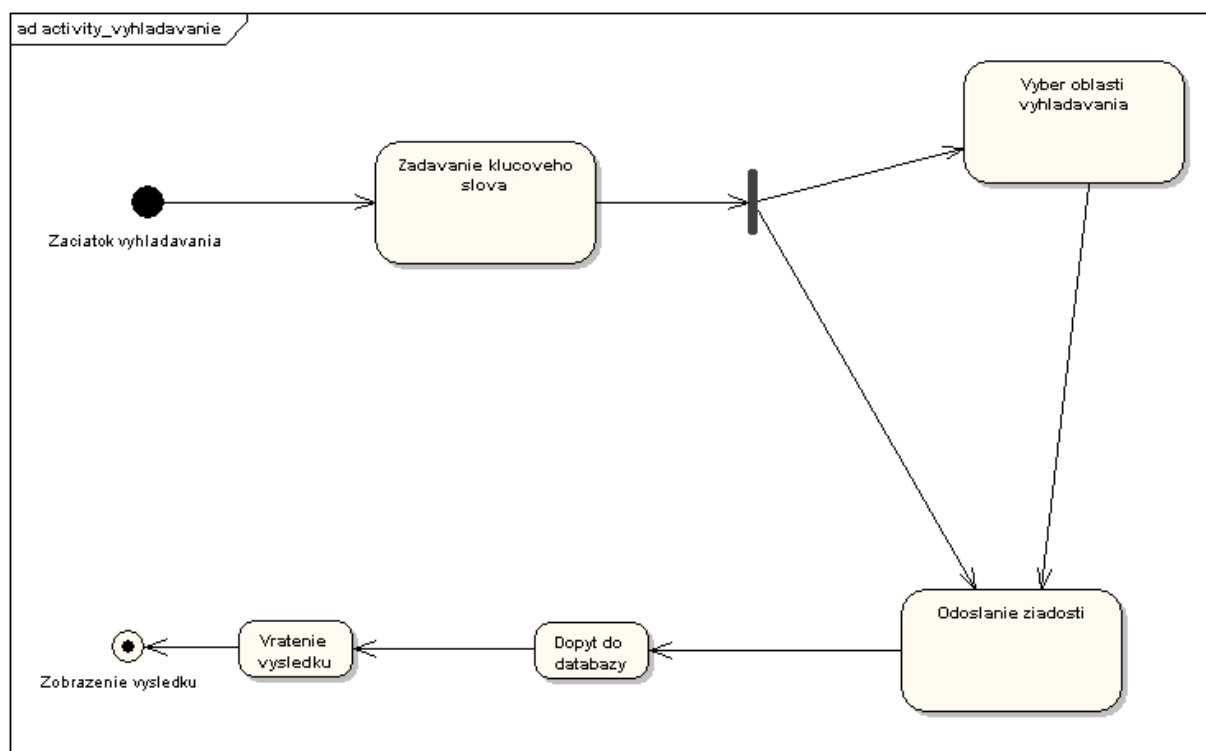 ad activity_vyhladavanie
Vyber oblasti
vyhladavania
Zadavanie klucoveho
slova
Zaciatok vyhladavania
Odoslanie ziadosti
Dopyt do
databazy
Vratenie
vysledku
Zobrazenie vysledku